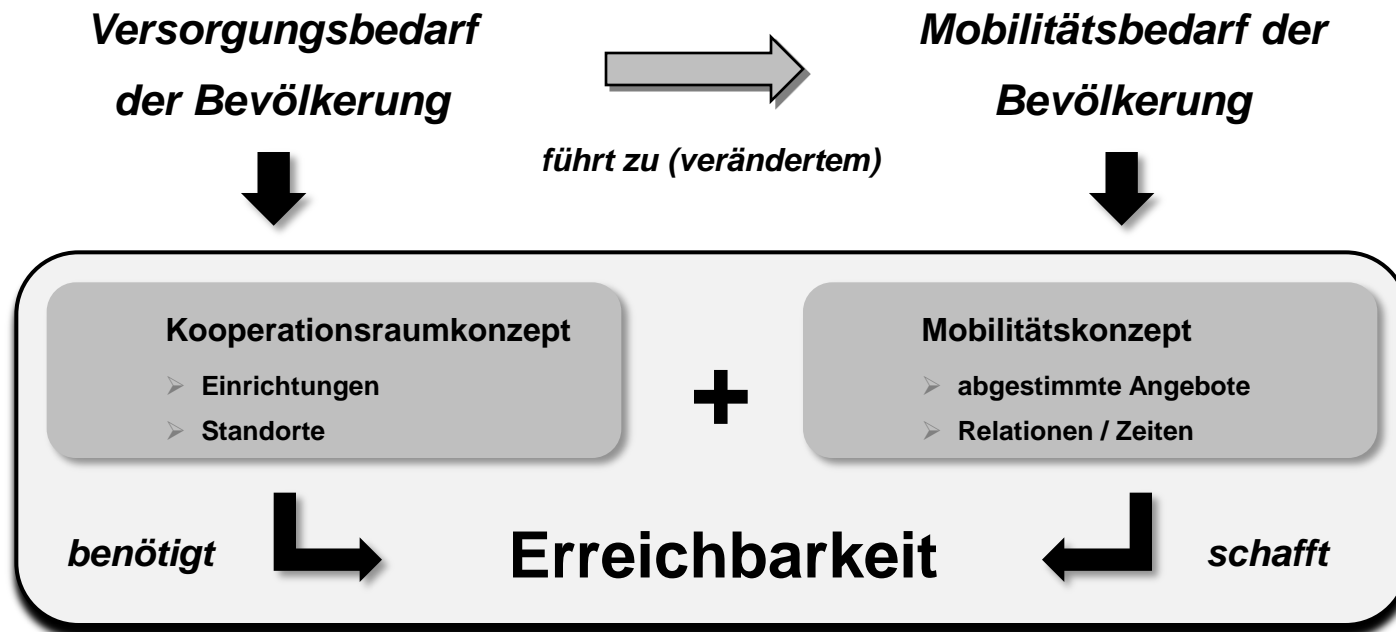 Versorgungsbedarf
der Bevölkerung
führt zu (verändertem)
Mobilitätsbedarf der
Bevölkerung
Kooperationsraumkonzept
Einrichtungen
Standorte
+
Mobilitätskonzept
abgestimmte Angebote
Relationen / Zeiten
benötigt
Erreichbarkeit
schafft